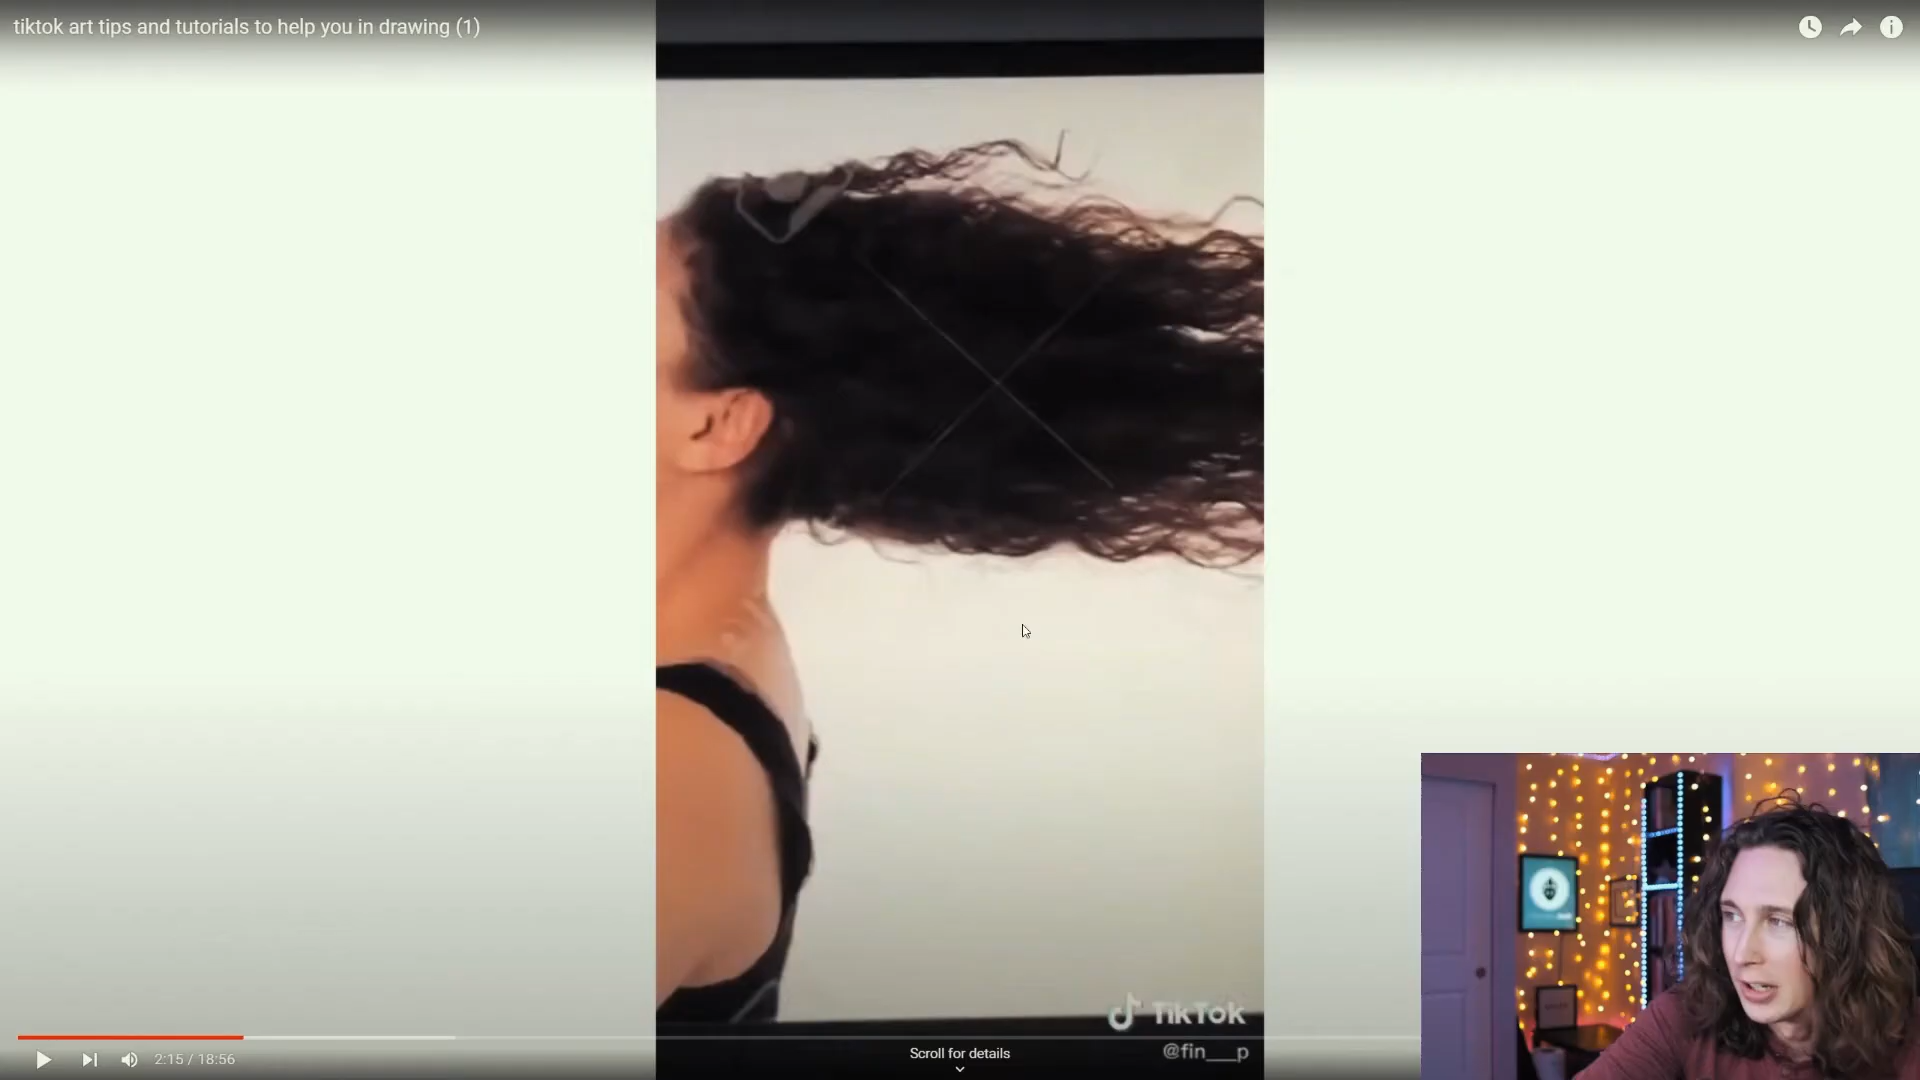 tiktok art tips and tutorials to help you in drawing (1)
TikTok
@fin___p
2:15 / 18:56
Scroll for details